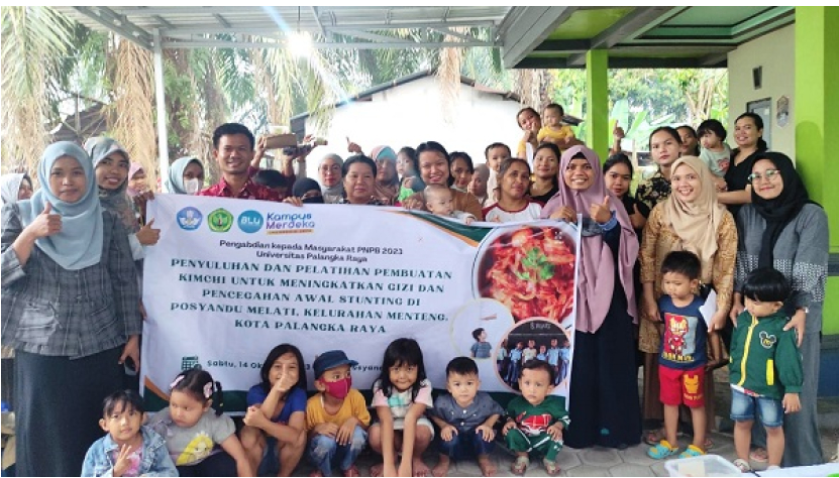 BLU
Kampus
Merdeka
Pengabdian kepada Masyarakat PNPB 2023
Universitas Palangka Raya
PENYULUHAN DAN PELATIHAN PEMBUATAN
KIMCHI UNTUK MENINGKATKAN GIZI DAN
PENCEGAHAN AWAL STUNTING DI
POSYANDU MELATI, KELURAHAN MENTENG,
KOTA PALANGKA RAYA
Sabtu, 14